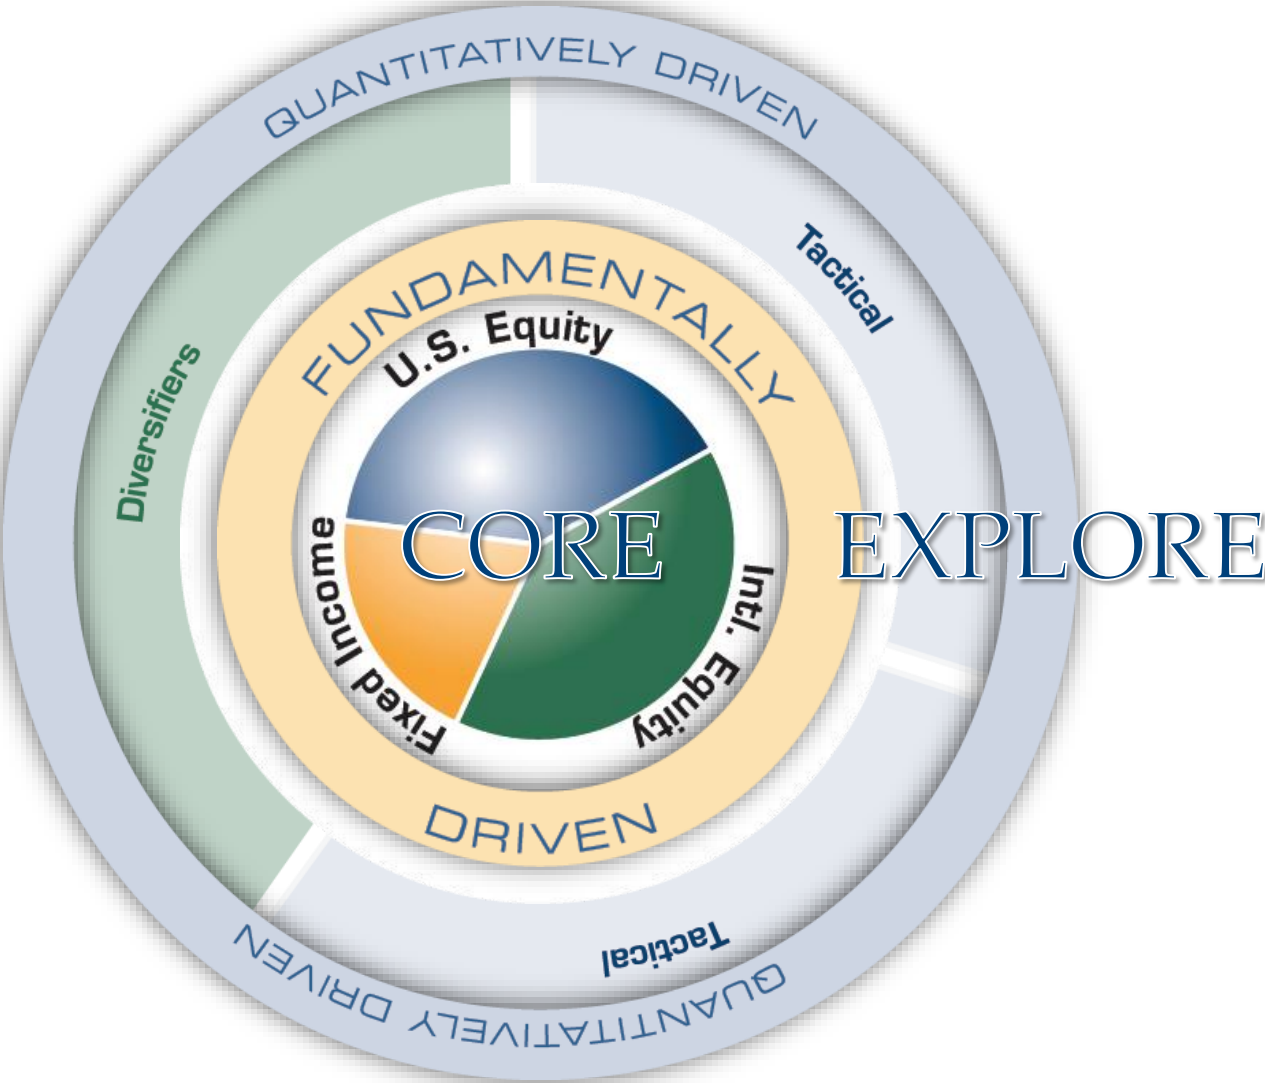 QUANTITATIVELY DRIVEN
Tactical
Diversifiers
FUNDAMENTALLY
U.S. Equity
CORE
EXPLORE
Fixed Income
Intl. Equity
DRIVEN
Tactical
QUANTITATIVELY DRIVEN